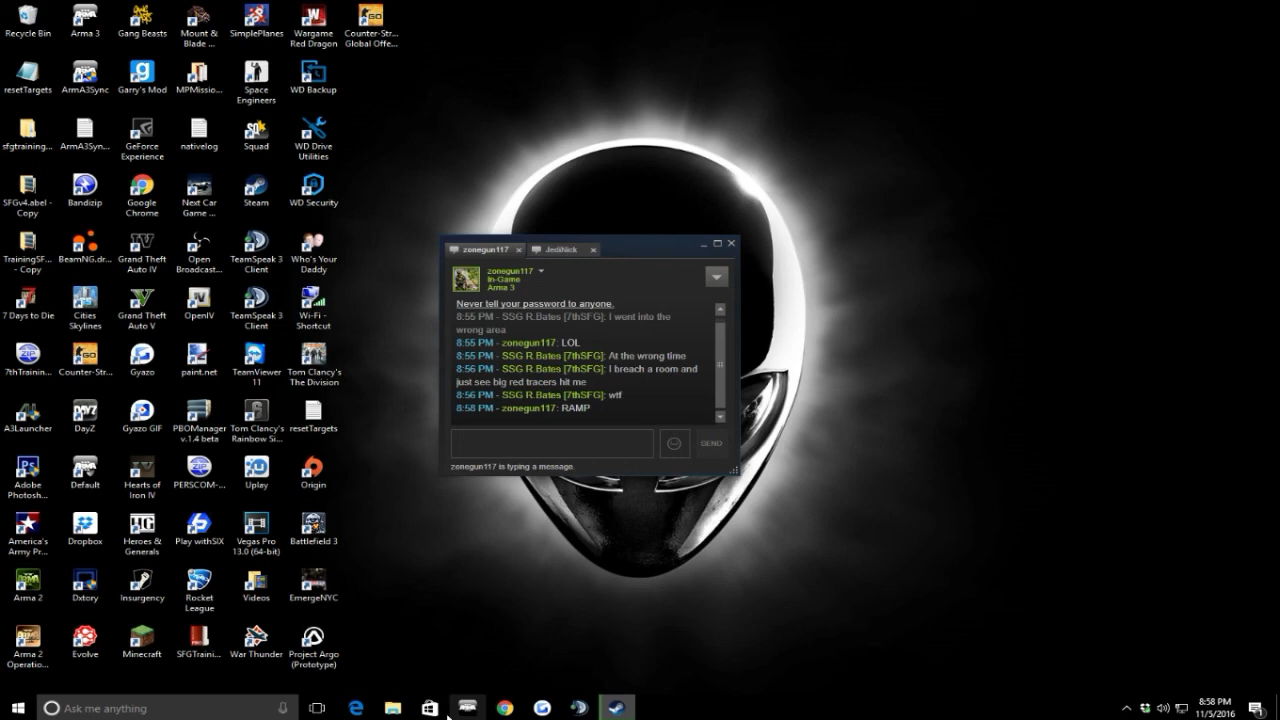 Recycle Bin
Arma 3
Gang Beasts
Mount &
Blade ...
SimplePlanes
Wargame
Red Dragon
Counter-Str...
Global Offe...
resetTargets
ArmA3Sync
Garry's Mod
MPMissio...
Space
Engineers
WD Backup
sfgtraining...
ArmA3Syn...
GeForce
Experience
nativelog
Squad
WD Drive
Utilities
SFGv4.abel -
Copy
Bandizip
Google
Chrome
Next Car
Game ...
Steam
WD Security
TrainingSF...
- Copy
BeamNG.dr...
Grand Theft
Auto IV
Open
Broadcast...
TeamSpeak 3
Client
Who's Your
Daddy
7 Days to Die
Cities
Skylines
Grand Theft
Auto V
OpenIV
TeamSpeak 3
Client
Wi-Fi -
Shortcut
7thTrainin...
Counter-Str...
Gyazo
paint.net
TeamViewer
11
Tom Clancy's
The Division
A3Launcher
DayZ
Gyazo GIF
PBOManager
v.1.4 beta
Tom Clancy's
Rainbow Si...
resetTargets
Adobe
Photosh...
Default
Hearts of
Iron IV
PERSCOM-...
Uplay
Origin
America's
Army Pr...
Dropbox
Heroes &
Generals
Play withSIX
Vegas Pro
13.0 (64-bit)
Battlefield 3
Arma 2
Dxtory
Insurgency
Rocket
League
Videos
EmergeNYC
Arma 2
Operatio...
Evolve
Minecraft
SFGTraini...
War Thunder
Project Argo
(Prototype)
zonegun117
JediNick
zonegun117
In-Game
Arma 3
Never tell your password to anyone.
8:55 PM - SSG R.Bates [7thSFG]: I went into the
wrong area
8:55 PM - zonegun117: LOL
8:55 PM - SSG R.Bates [7thSFG]: At the wrong time
8:56 PM - SSG R.Bates [7thSFG]: I breach a room and
just see big red tracers hit me
8:56 PM - SSG R.Bates [7thSFG]: wtf
8:58 PM - zonegun117: RAMP
SEND
zonegun117 is typing a message.
Ask me anything
8:58 PM
11/5/2016